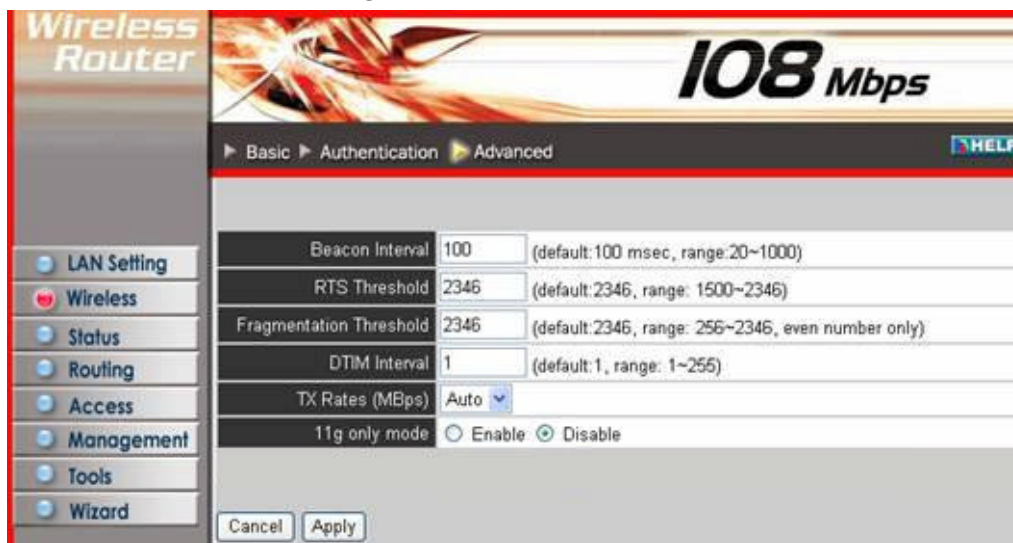 Wireless
Router
108 Mbps
Basic Authentication Advanced
HELP
LAN Setting
Wireless
Status
Routing
Access
Management
Tools
Wizard
Beacon Interval 100 (default:100 msec, range:20~1000)
RTS Threshold 2346 (default:2346, range: 1500~2346)
Fragmentation Threshold 2346 (default:2346, range: 256~2346, even number only)
DTIM Interval 1 (default:1, range: 1~255)
TX Rates (MBps) Auto
11g only mode Enable Disable
Cancel Apply